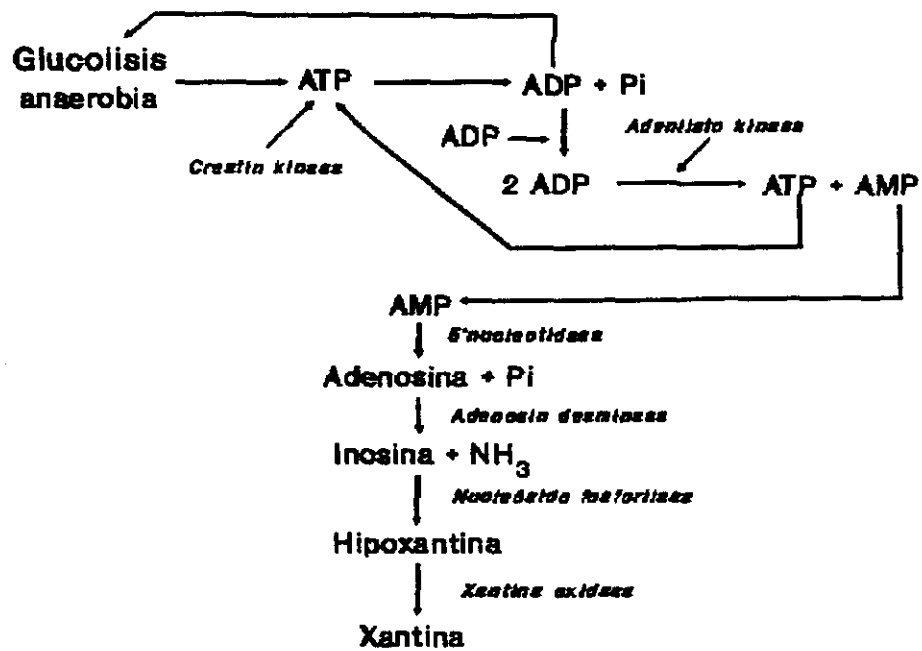 Glucolisis
anaerobia
ATP
ADP + Pi
ADP
Adenilato kinasa
Creatin kinasa
2 ADP
ATP + AMP
AMP
5'nucleotidasa
Adenosina + Pi
Adenosin desminasa
Inosina + NH₃
Nucleósido fosforilasa
Hipoxantina
Xantina oxidasa
Xantina